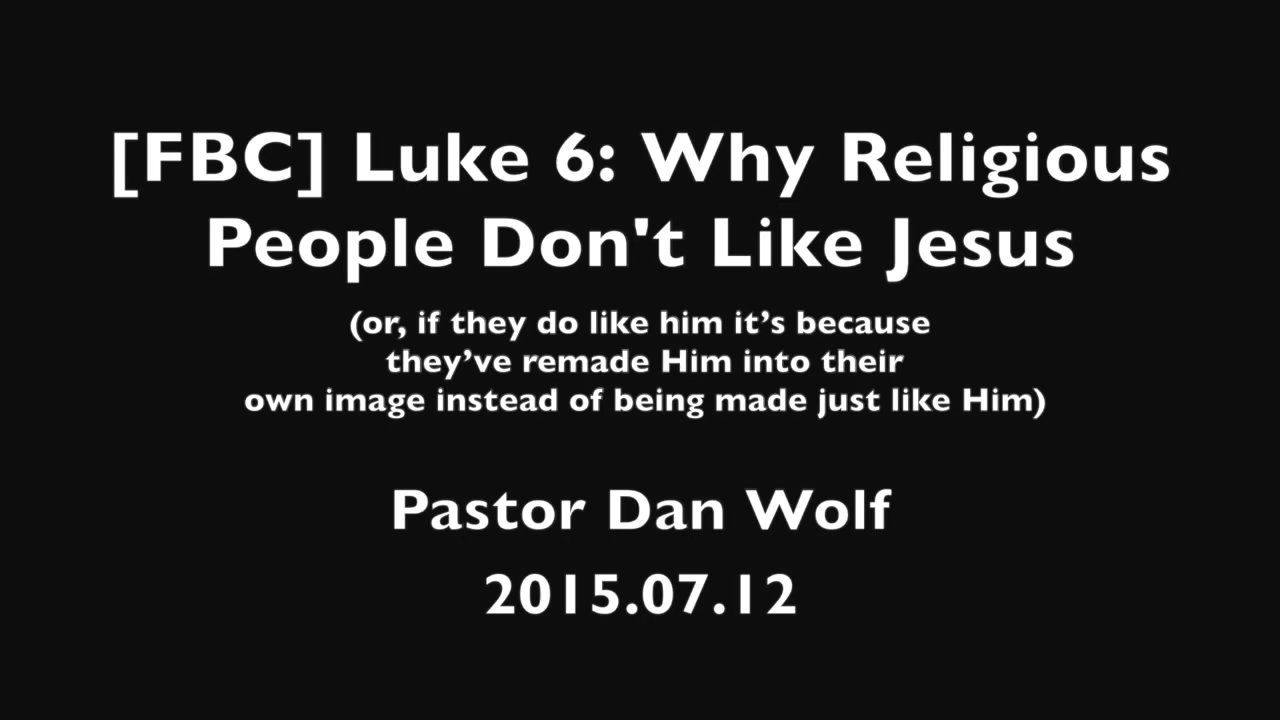 [FBC] Luke 6: Why Religious
People Don't Like Jesus
(or, if they do like him it’s because
they’ve remade Him into their
own image instead of being made just like Him)
Pastor Dan Wolf
2015.07.12